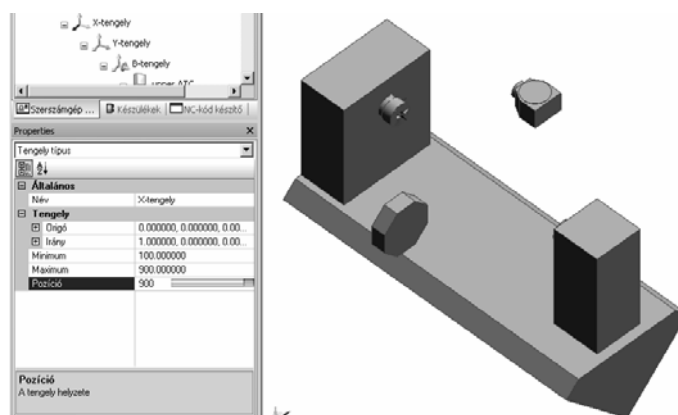 X-tengely
Y-tengely
B-tengely
upper ATC
Szerszámgép ... Készülékek NC-kód készítő
Properties X
Tengely típus
Általános
Név X-tengely
Tengely
Origó 0.000000, 0.000000, 0.00...
Irány 1.000000, 0.000000, 0.00...
Minimum 100.000000
Maximum 900.000000
Pozíció 900
Pozíció
A tengely helyzete